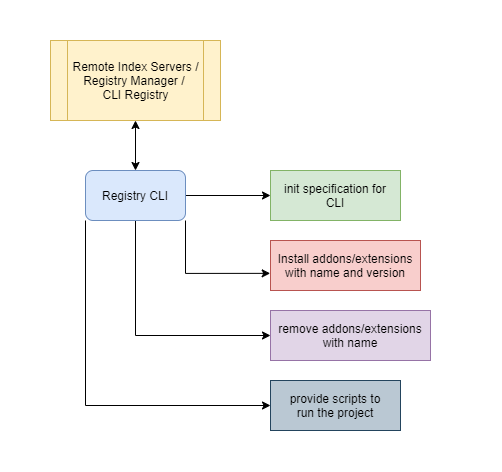 Remote Index Servers /
Registry Manager /
CLI Registry
Registry CLI
init specification for
CLI
Install addons/extensions
with name and version
remove addons/extensions
with name
provide scripts to
run the project